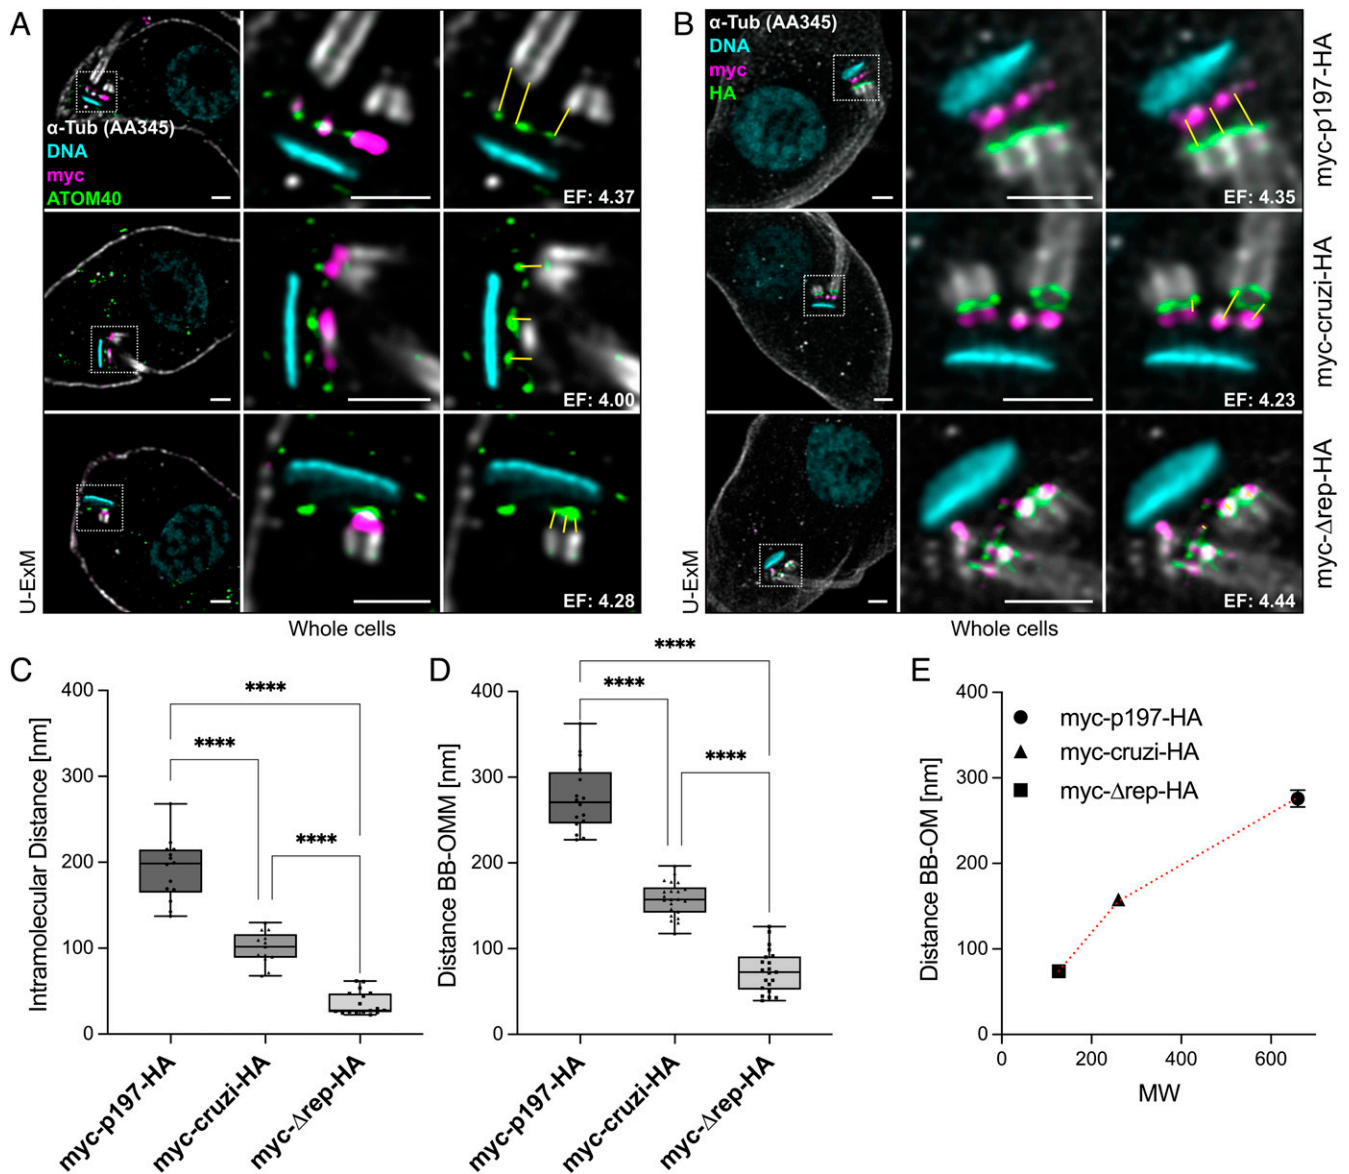 A
α-Tub (AA345)
DNA
myc
ATOM40
EF: 4.37
EF: 4.00
EF: 4.28
U-ExM
Whole cells
B
α-Tub (AA345)
DNA
myc
HA
EF: 4.35
EF: 4.23
EF: 4.44
U-ExM
Whole cells
myc-p197-HA
myc-cruzi-HA
myc-Δrep-HA
C
Intramolecular Distance [nm]
400
300
200
100
0
****
****
****
myc-p197-HA
myc-cruzi-HA
myc-Δrep-HA
D
Distance BB-OMM [nm]
400
300
200
100
0
****
****
****
myc-p197-HA
myc-cruzi-HA
myc-Δrep-HA
E
Distance BB-OM [nm]
400
300
200
100
0
myc-p197-HA
myc-cruzi-HA
myc-Δrep-HA
0 200 400 600
MW